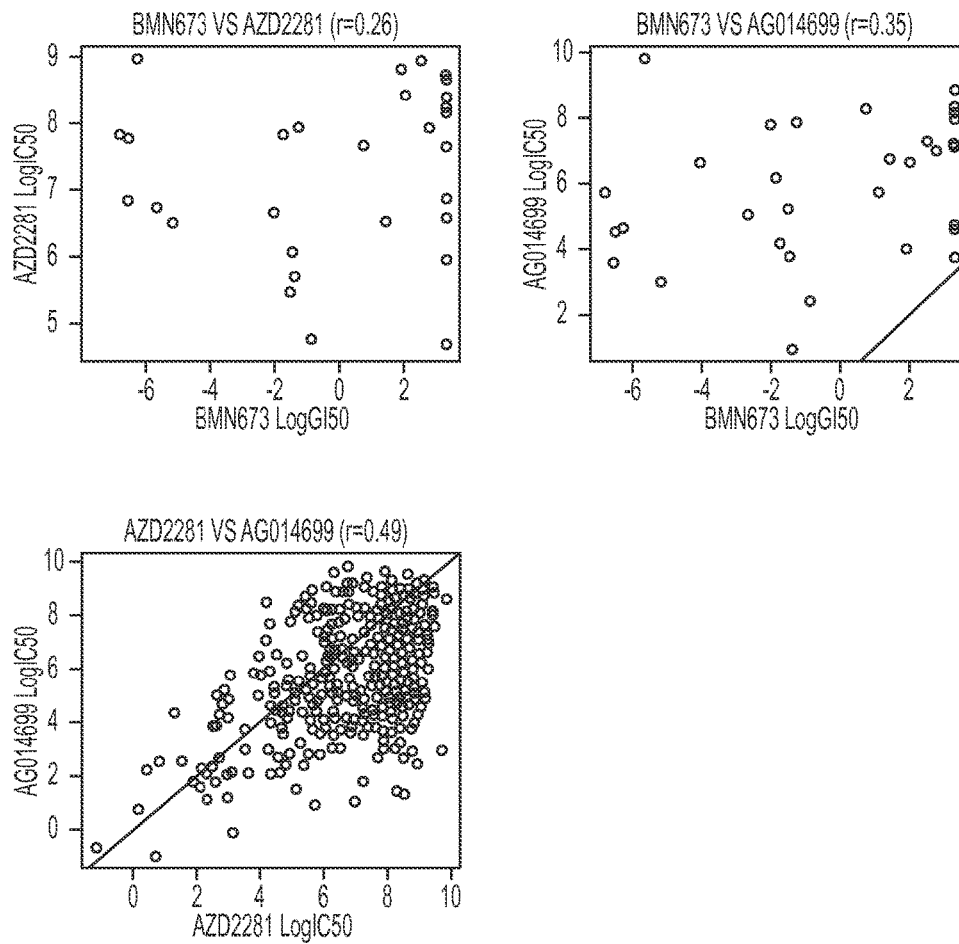 BMN673 VS AZD2281 (r=0.26)
9
8
7
6
5
AZD2281 LogIC50
-6 -4 -2 0 2
BMN673 LogGI50
BMN673 VS AG014699 (r=0.35)
10
8
6
4
2
AG014699 LogIC50
-6 -4 -2 0 2
BMN673 LogGI50
AZD2281 VS AG014699 (r=0.49)
10
8
6
4
2
0
AG014699 LogIC50
0 2 4 6 8 10
AZD2281 LogIC50